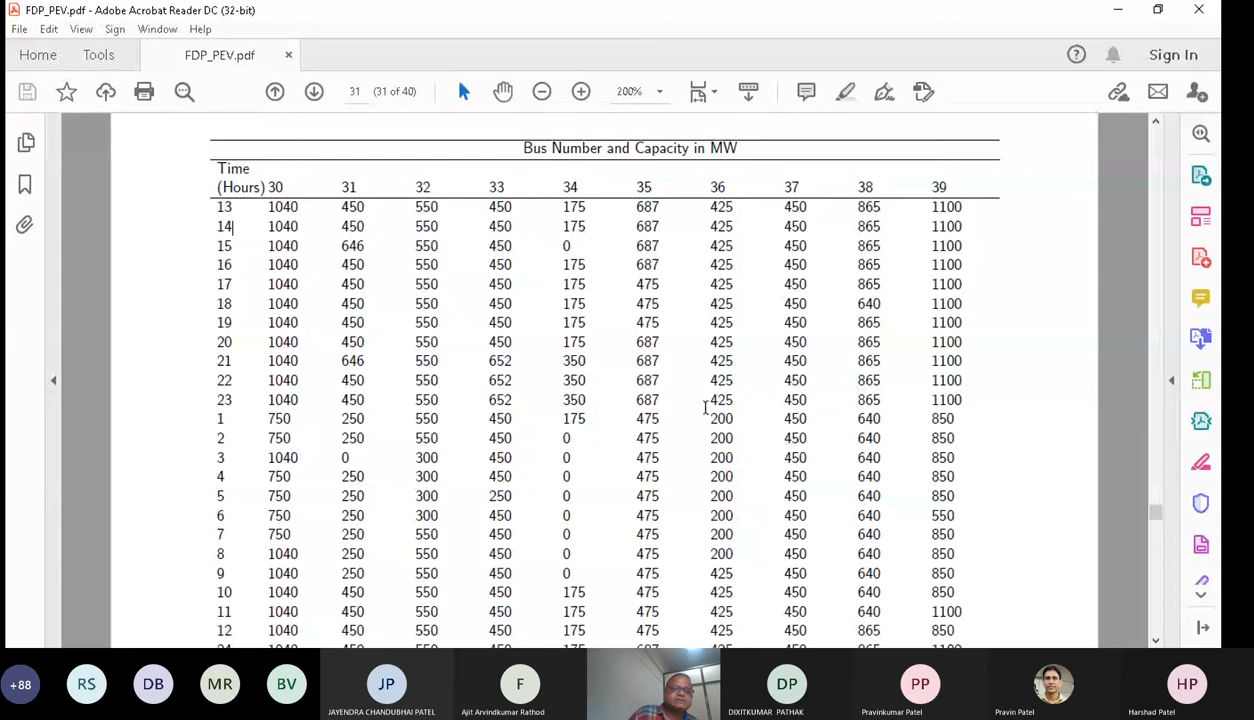 FDP_PEV.pdf - Adobe Acrobat Reader DC (32-bit)
File Edit View Sign Window Help
Home Tools FDP_PEV.pdf × Sign In
31 (31 of 40) 200%
Bus Number and Capacity in MW
Time
(Hours) 30 31 32 33 34 35 36 37 38 39
13 1040 450 550 450 175 687 425 450 865 1100
14 1040 450 550 450 175 687 425 450 865 1100
15 1040 646 550 450 0 687 425 450 865 1100
16 1040 450 550 450 175 687 425 450 865 1100
17 1040 450 550 450 175 475 425 450 865 1100
18 1040 450 550 450 175 475 425 450 640 1100
19 1040 450 550 450 175 475 425 450 865 1100
20 1040 450 550 450 175 687 425 450 865 1100
21 1040 646 550 652 350 687 425 450 865 1100
22 1040 450 550 652 350 687 425 450 865 1100
23 1040 450 550 652 350 687 425 450 865 1100
1 750 250 550 450 175 475 200 450 640 850
2 750 250 550 450 0 475 200 450 640 850
3 1040 0 300 450 0 475 200 450 640 850
4 750 250 300 450 0 475 200 450 640 850
5 750 250 300 250 0 475 200 450 640 850
6 750 250 300 450 0 475 200 450 640 550
7 750 250 550 450 0 475 200 450 640 850
8 1040 250 550 450 0 475 200 450 640 850
9 1040 250 550 450 0 475 425 450 640 850
10 1040 450 550 450 175 475 425 450 640 850
11 1040 450 550 450 175 475 425 450 640 1100
12 1040 450 550 450 175 475 425 450 865 850
+88 RS DB MR BV JP F DP PP HP
JAYENDRA CHANDUBHAI PATEL Ajit Arvindkumar Rathod DIXITKUMAR PATHAK Pravinkumar Patel Pravin Patel Harshad Patel